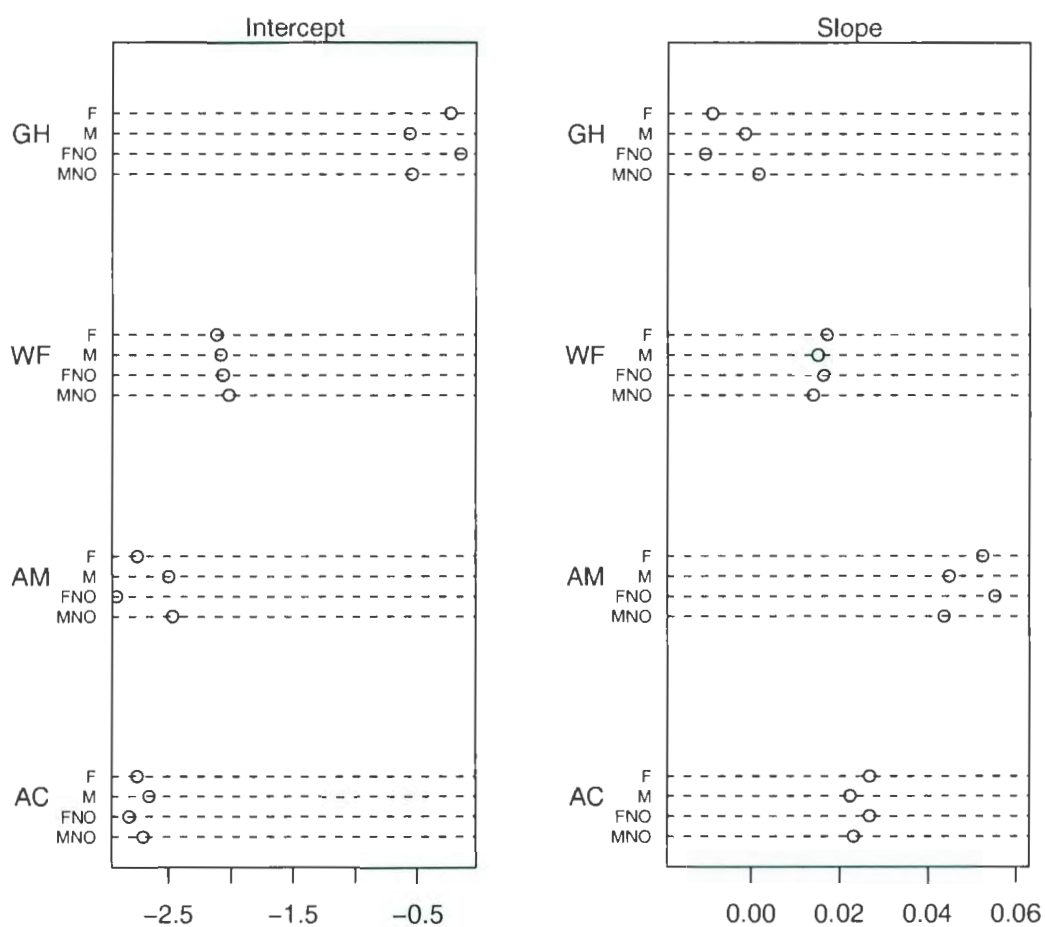 Intercept
GH
F
M
FNO
MNO
WF
F
M
FNO
MNO
AM
F
M
FNO
MNO
AC
F
M
FNO
MNO
−2.5 −1.5 −0.5
Slope
GH
F
M
FNO
MNO
WF
F
M
FNO
MNO
AM
F
M
FNO
MNO
AC
F
M
FNO
MNO
0.00 0.02 0.04 0.06